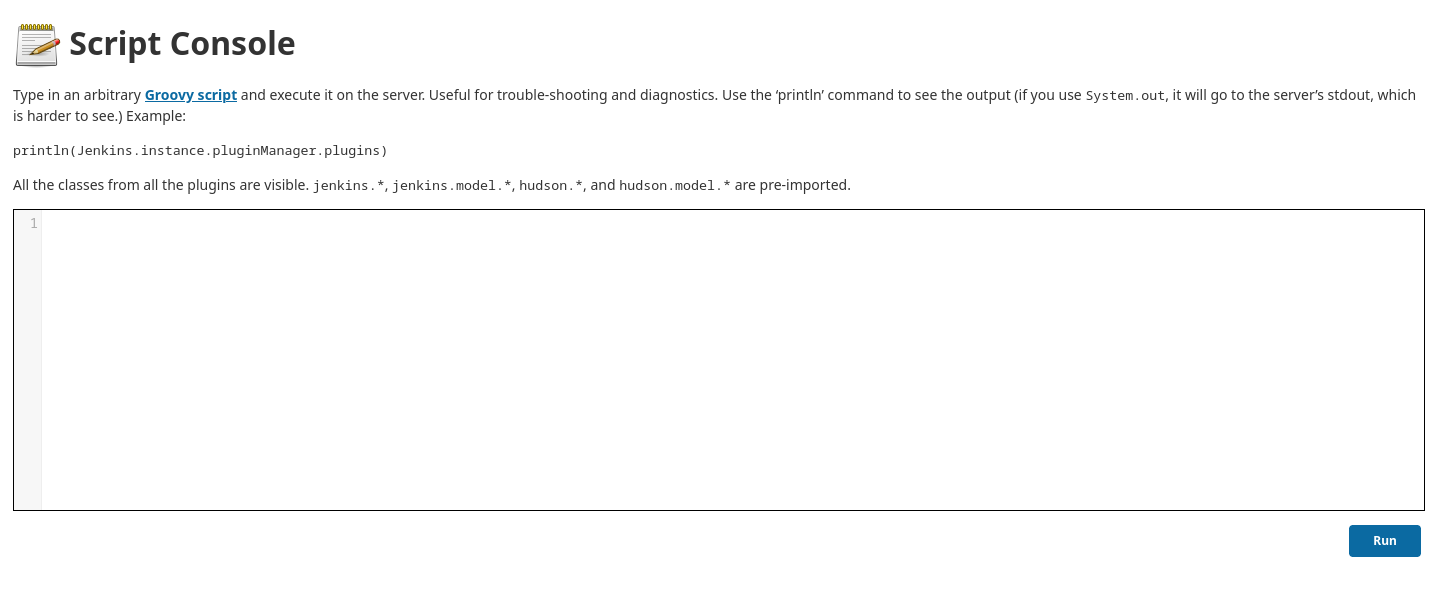 Script Console
Type in an arbitrary Groovy script and execute it on the server. Useful for trouble-shooting and diagnostics. Use the ‘println’ command to see the output (if you use System.out, it will go to the server’s stdout, which
is harder to see.) Example:
println(Jenkins.instance.pluginManager.plugins)
All the classes from all the plugins are visible. jenkins.*, jenkins.model.*, hudson.*, and hudson.model.* are pre-imported.
1
Run